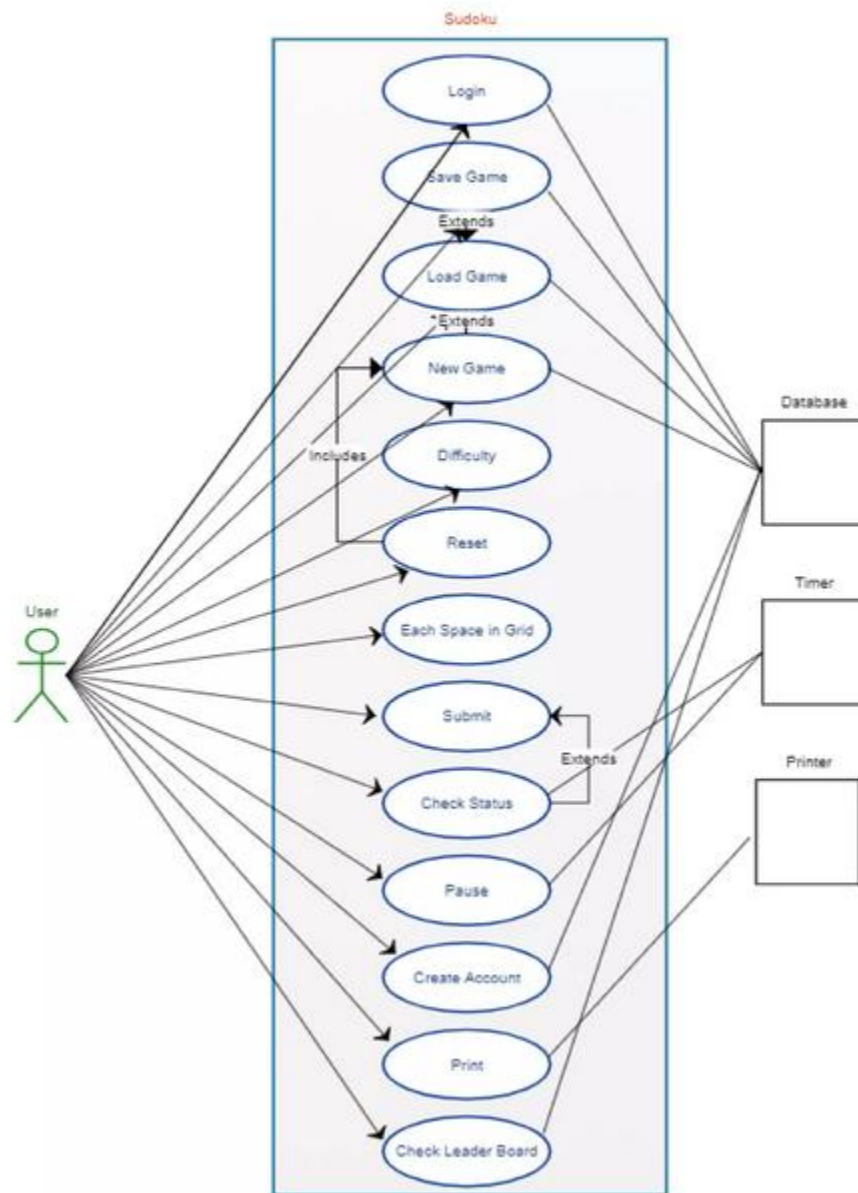 Sudoku
Login
Save Game
Extends
Load Game
Extends
New Game
Database
Includes
Difficulty
Reset
Timer
User
Each Space in Grid
Submit
Extends
Printer
Check Status
Pause
Create Account
Print
Check Leader Board